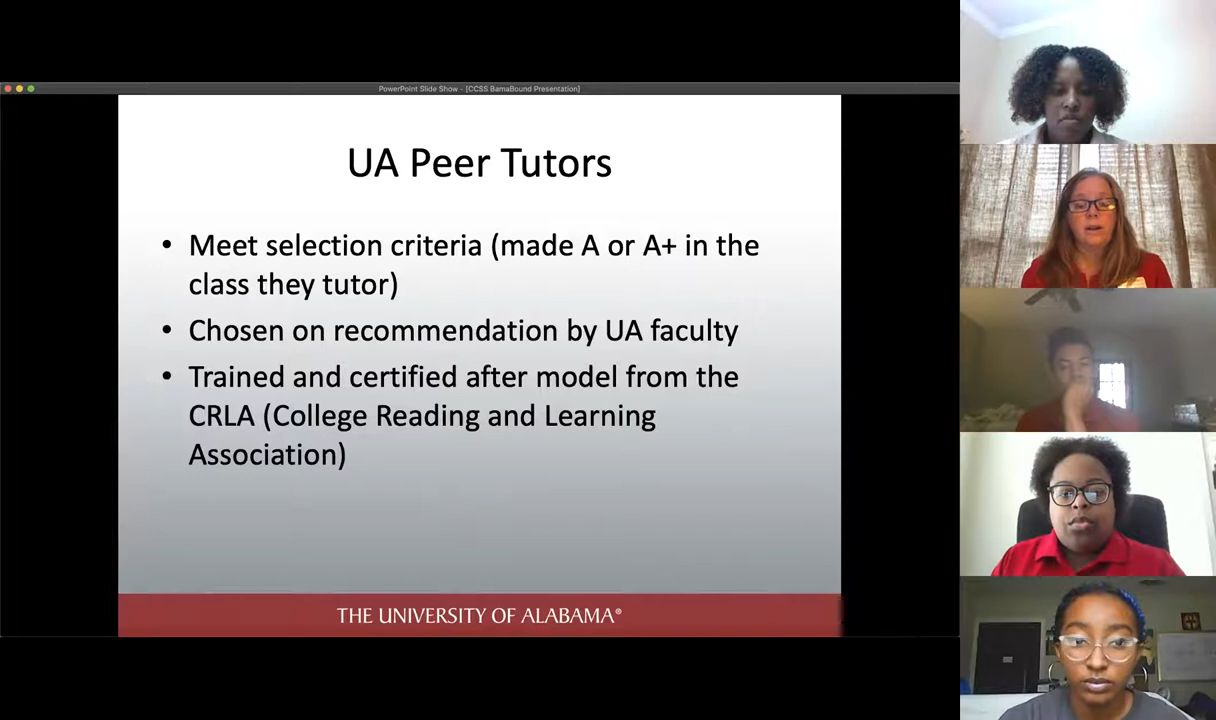 PowerPoint Slide Show - [CCSS BamaBound Presentation]
UA Peer Tutors
• Meet selection criteria (made A or A+ in the
class they tutor)
• Chosen on recommendation by UA faculty
• Trained and certified after model from the
CRLA (College Reading and Learning
Association)
THE UNIVERSITY OF ALABAMA®